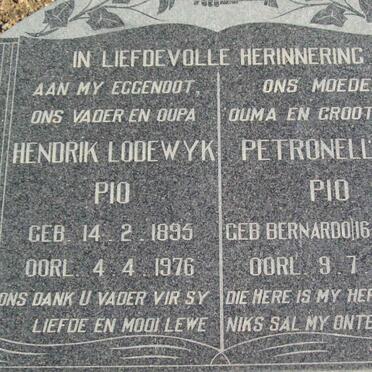 IN LIEFDEVOLLE HERINNERING
AAN MY EGGENOOT,
ONS VADER EN OUPA
HENDRIK LODEWYK
PIO
GEB. 14. 2. 1895
OORL. 4. 4. 1976
ONS DANK U VADER VIR SY
LIEFDE EN MOOI LEWE
ONS MOEDE
OUMA EN GROOT
PETRONELL
PIO
GEB BERNARDO 16
OORL. 9. 7
DIE HERE IS MY HER
NIKS SAL MY ONTE